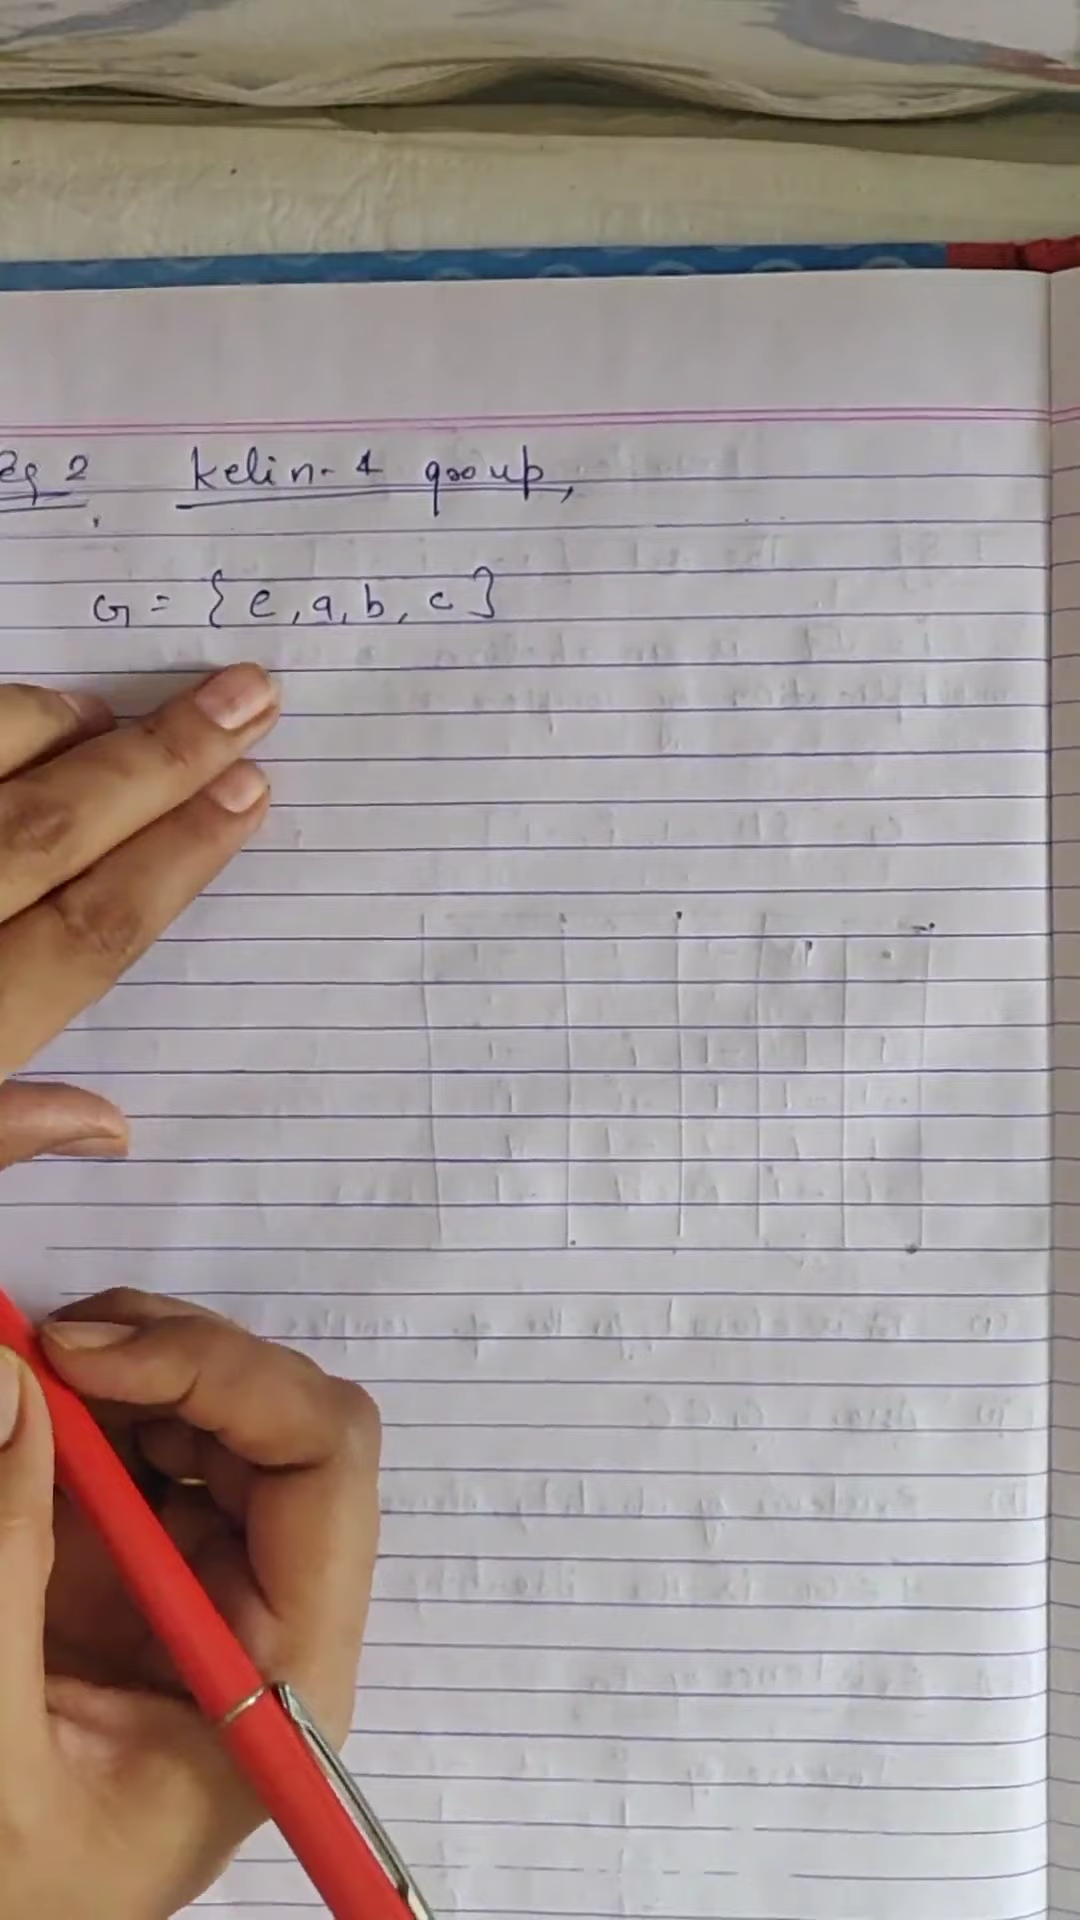 Eg 2 Kelin-4 group,
G = {e, a, b, c}